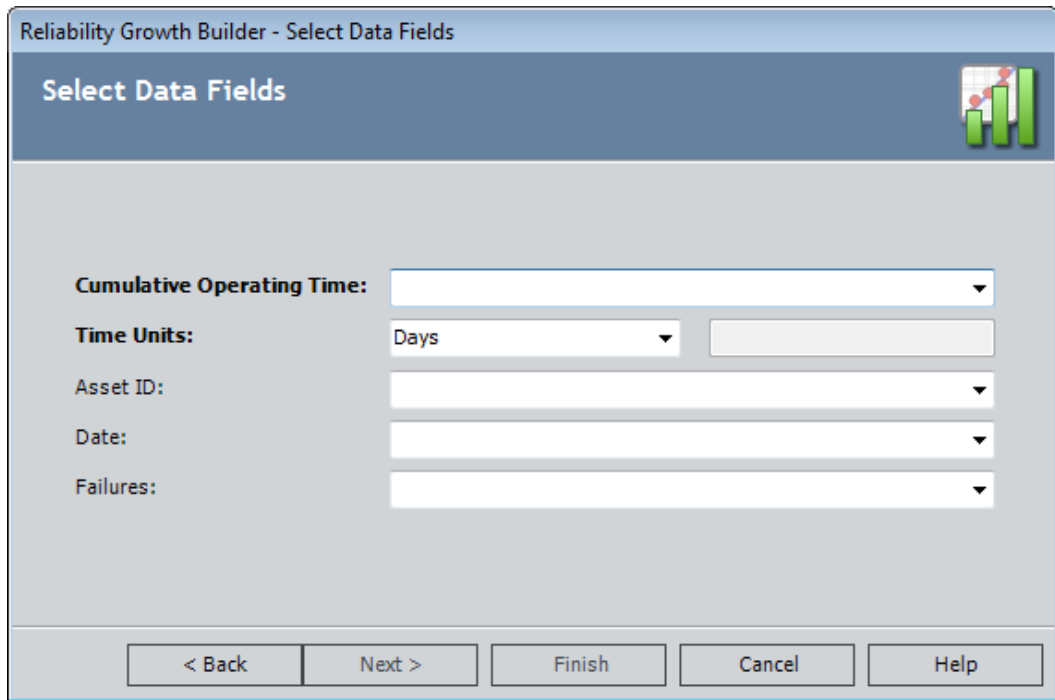 Reliability Growth Builder - Select Data Fields
Select Data Fields
Cumulative Operating Time:
Time Units: Days
Asset ID:
Date:
Failures:
< Back Next > Finish Cancel Help